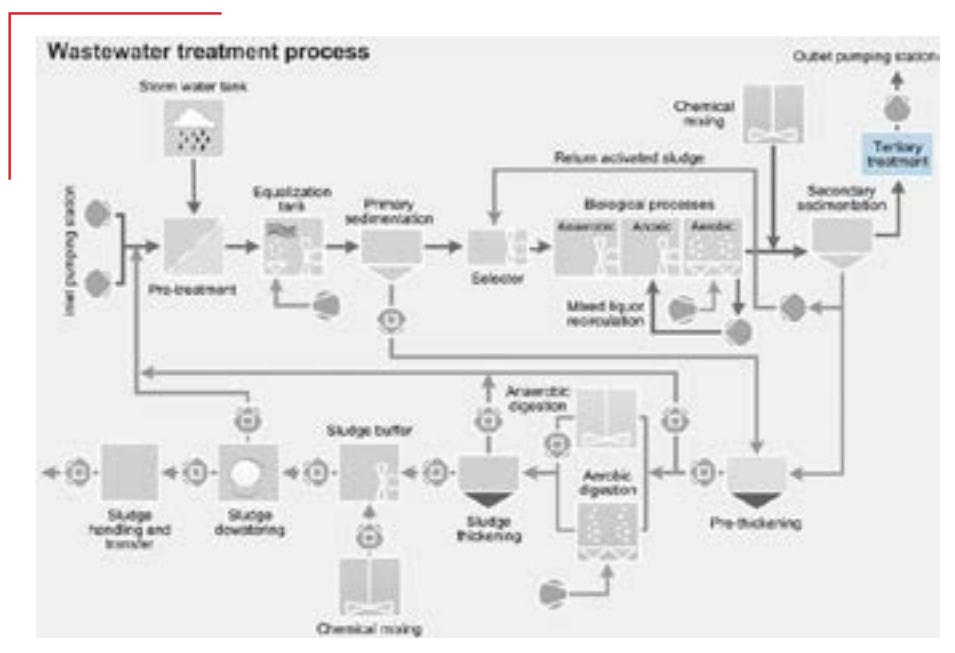 Wastewater treatment process
Outlet pumping station
Storm water tank
Chemical
mixing
Tertiary
treatment
Return activated sludge
Inlet pumping station
Equalization
tank
Primary
sedimentation
Biological processes
Secondary
sedimentation
Anaerobic
Anoxic
Aerobic
Pre-treatment
Selector
Mixed liquor
recirculation
Anaerobic
digestion
Sludge buffer
Aerobic
digestion
Sludge
handling and
transfer
Sludge
dewatering
Sludge
thickening
Pre-thickening
Chemical mixing